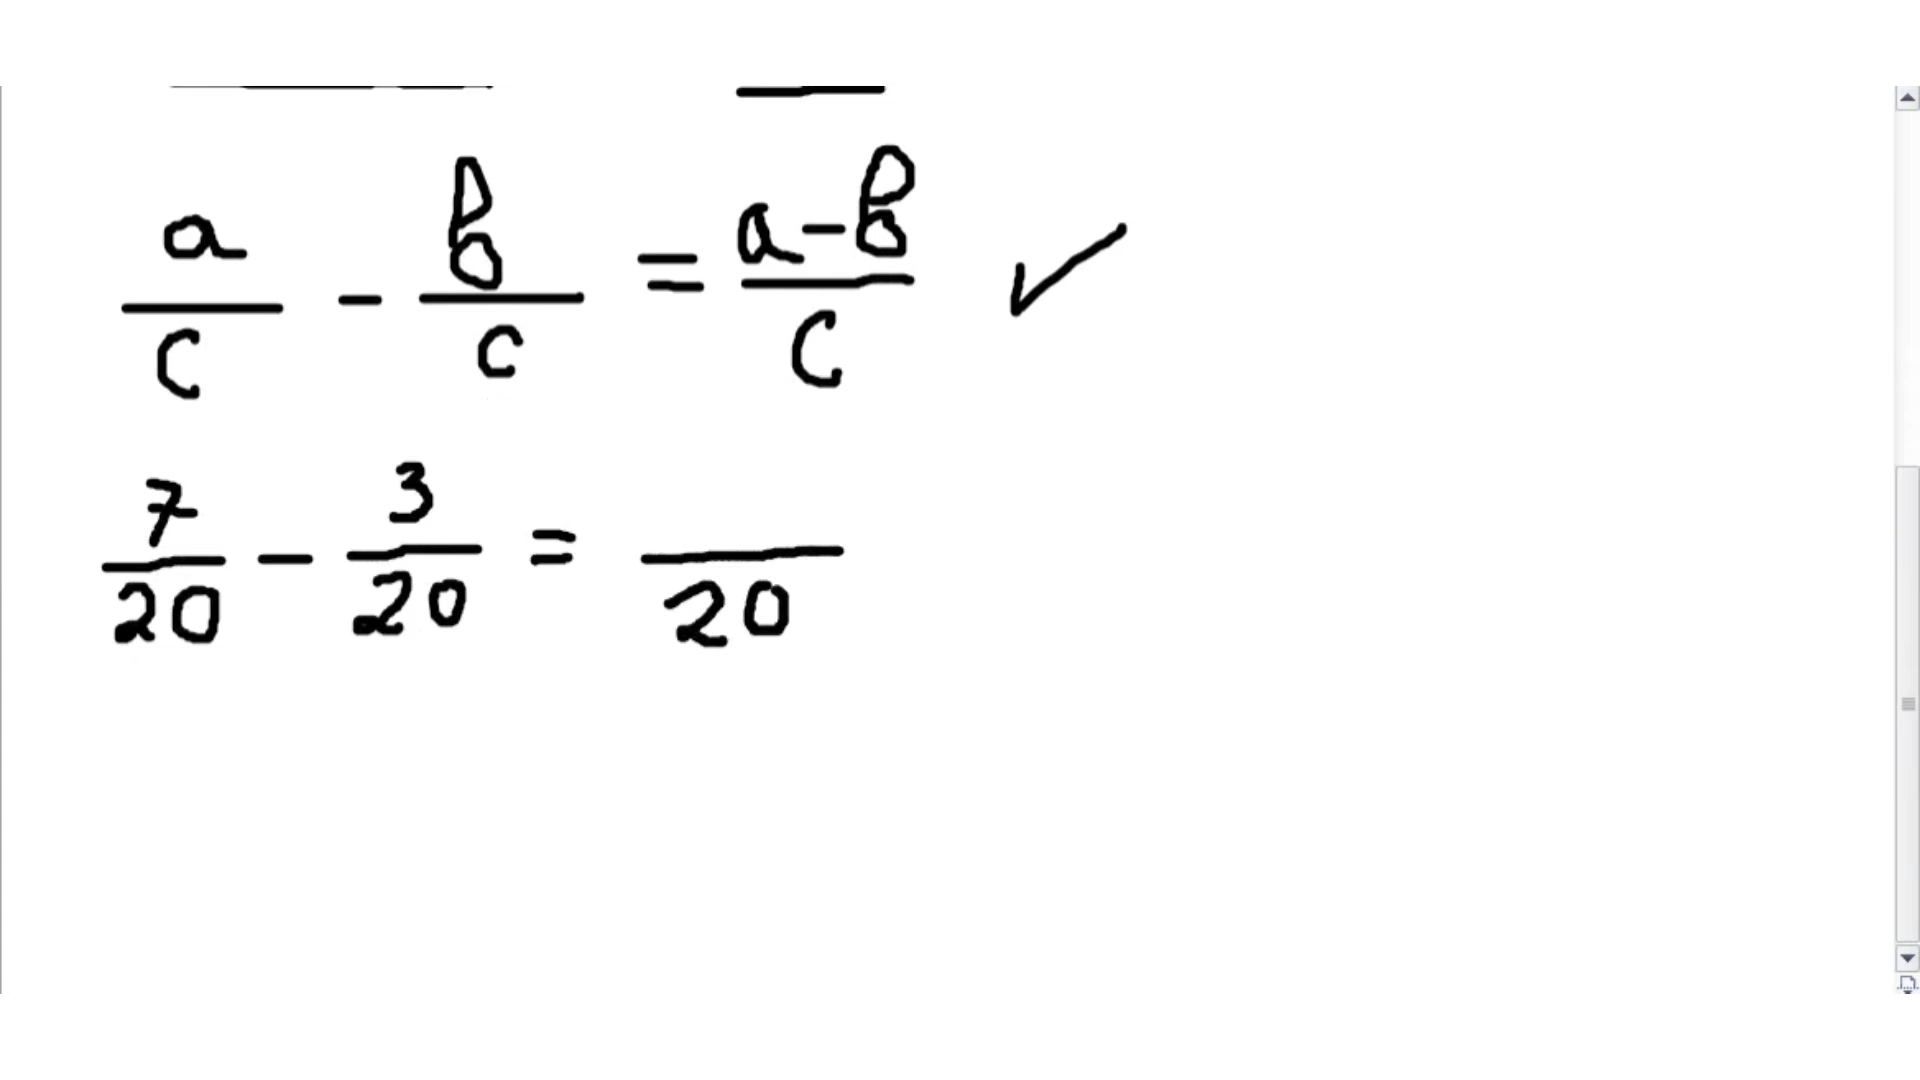 a/c - b/c = a-b/c ✓
7/20 - 3/20 = /20